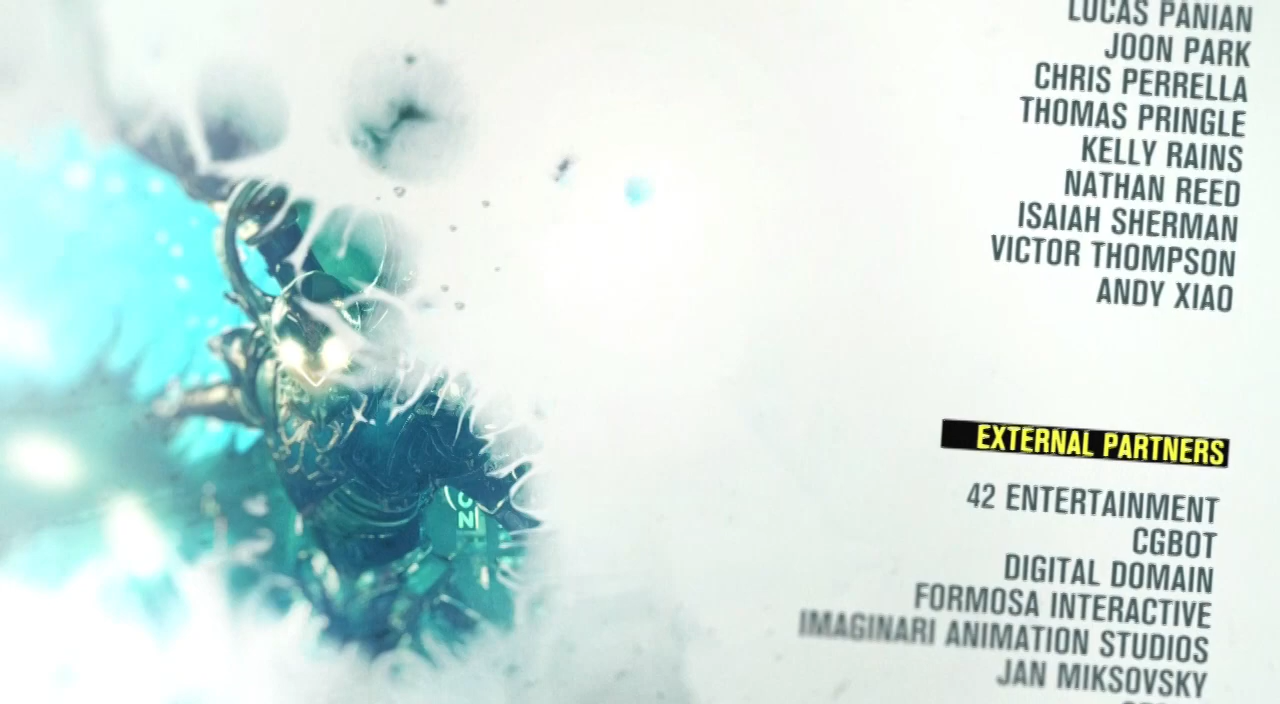 LUCAS PANIAN
JOON PARK
CHRIS PERRELLA
THOMAS PRINGLE
KELLY RAINS
NATHAN REED
ISAIAH SHERMAN
VICTOR THOMPSON
ANDY XIAO
EXTERNAL PARTNERS
42 ENTERTAINMENT
CGBOT
DIGITAL DOMAIN
FORMOSA INTERACTIVE
IMAGINARI ANIMATION STUDIOS
JAN MIKSOVSKY